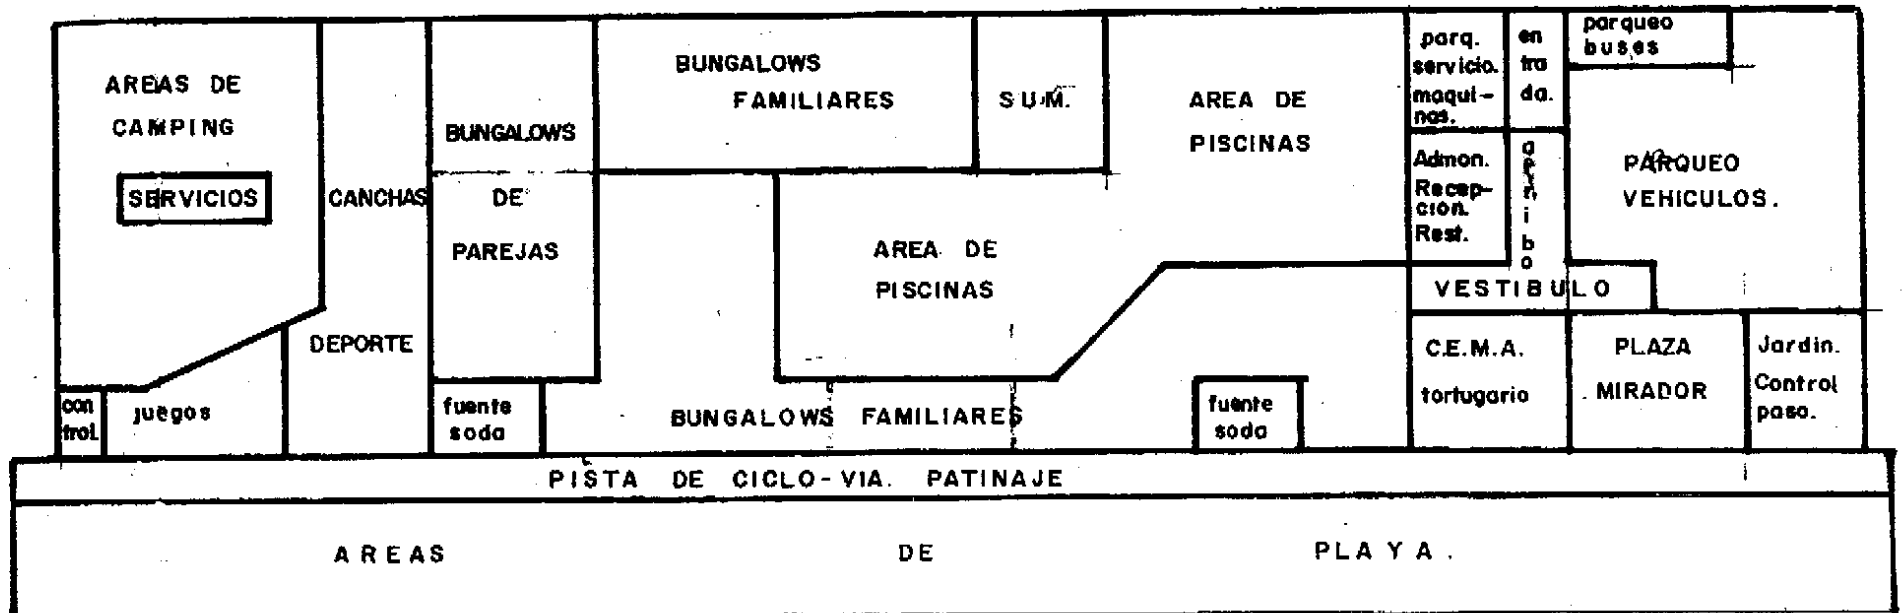 AREAS DE
CAMPING
SERVICIOS
CANCHAS
DEPORTE
con
trol.
juegos
BUNGALOWS
DE
PAREJAS
fuente
soda
BUNGALOWS
FAMILIARES
S.U.M.
AREA DE
PISCINAS
AREA DE
PISCINAS
BUNGALOWS FAMILIARES
fuente
soda
parq.
servicio.
maqui-
nas.
en
tra
da.
parqueo
buses
Admon.
Recep-
cion.
Rest.
PARQUEO
VEHICULOS.
VESTIBULO
C.E.M.A.
tortugario
PLAZA
MIRADOR
Jardin.
Control
paso.
PISTA DE CICLO-VIA. PATINAJE
AREAS DE PLAYA.